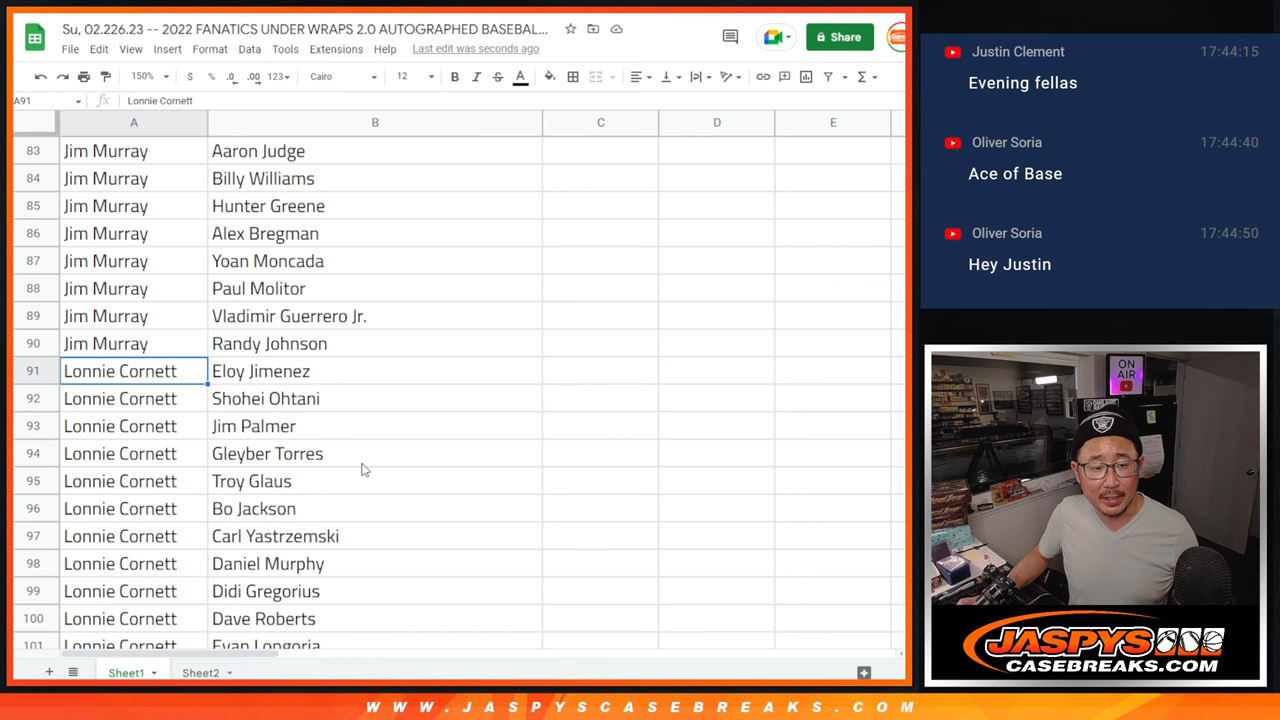 Su, 02.226.23 -- 2022 FANATICS UNDER WRAPS 2.0 AUTOGRAPHED BASEBAL...
File Edit View Insert Format Data Tools Extensions Help Last edit was seconds ago
Share
150% $ % .0 .00 123 Cairo 12 B I S A
A91 fx Lonnie Cornett
A B C D E
83 Jim Murray Aaron Judge
84 Jim Murray Billy Williams
85 Jim Murray Hunter Greene
86 Jim Murray Alex Bregman
87 Jim Murray Yoan Moncada
88 Jim Murray Paul Molitor
89 Jim Murray Vladimir Guerrero Jr.
90 Jim Murray Randy Johnson
91 Lonnie Cornett Eloy Jimenez
92 Lonnie Cornett Shohei Ohtani
93 Lonnie Cornett Jim Palmer
94 Lonnie Cornett Gleyber Torres
95 Lonnie Cornett Troy Glaus
96 Lonnie Cornett Bo Jackson
97 Lonnie Cornett Carl Yastrzemski
98 Lonnie Cornett Daniel Murphy
99 Lonnie Cornett Didi Gregorius
100 Lonnie Cornett Dave Roberts
101 Lonnie Cornett Evan Longoria
Sheet1 Sheet2
Justin Clement 17:44:15
Evening fellas
Oliver Soria 17:44:40
Ace of Base
Oliver Soria 17:44:50
Hey Justin
ON
AIR
JASPYS
CASEBREAKS.COM
WWW.JASPYSCASEBREAKS.COM